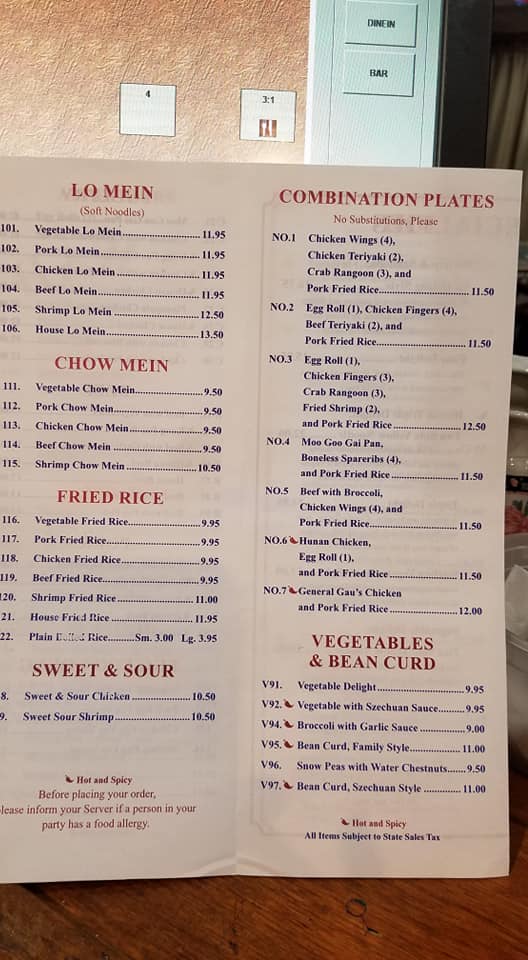 DINEIN
BAR
4
3:1
LO MEIN
(Soft Noodles)
101. Vegetable Lo Mein 11.95
102. Pork Lo Mein 11.95
103. Chicken Lo Mein 11.95
104. Beef Lo Mein 11.95
105. Shrimp Lo Mein 12.50
106. House Lo Mein 13.50
CHOW MEIN
111. Vegetable Chow Mein 9.50
112. Pork Chow Mein 9.50
113. Chicken Chow Mein 9.50
114. Beef Chow Mein 9.50
115. Shrimp Chow Mein 10.50
FRIED RICE
116. Vegetable Fried Rice 9.95
117. Pork Fried Rice 9.95
118. Chicken Fried Rice 9.95
119. Beef Fried Rice 9.95
120. Shrimp Fried Rice 11.00
21. House Fried Rice 11.95
22. Plain Rice Sm. 3.00 Lg. 3.95
SWEET & SOUR
8. Sweet & Sour Chicken 10.50
9. Sweet Sour Shrimp 10.50
Hot and Spicy
Before placing your order,
please inform your Server if a person in your
party has a food allergy.
COMBINATION PLATES
No Substitutions, Please
NO.1 Chicken Wings (4),
Chicken Teriyaki (2),
Crab Rangoon (3), and
Pork Fried Rice 11.50
NO.2 Egg Roll (1), Chicken Fingers (4),
Beef Teriyaki (2), and
Pork Fried Rice 11.50
NO.3 Egg Roll (1),
Chicken Fingers (3),
Crab Rangoon (3),
Fried Shrimp (2),
and Pork Fried Rice 12.50
NO.4 Moo Goo Gai Pan,
Boneless Spareribs (4),
and Pork Fried Rice 11.50
NO.5 Beef with Broccoli,
Chicken Wings (4), and
Pork Fried Rice 11.50
NO.6 Hunan Chicken,
Egg Roll (1),
and Pork Fried Rice 11.50
NO.7 General Gau's Chicken
and Pork Fried Rice 12.00
VEGETABLES
& BEAN CURD
V91. Vegetable Delight 9.95
V92. Vegetable with Szechuan Sauce 9.95
V94. Broccoli with Garlic Sauce 9.00
V95. Bean Curd, Family Style 11.00
V96. Snow Peas with Water Chestnuts 9.50
V97. Bean Curd, Szechuan Style 11.00
Hot and Spicy
All Items Subject to State Sales Tax